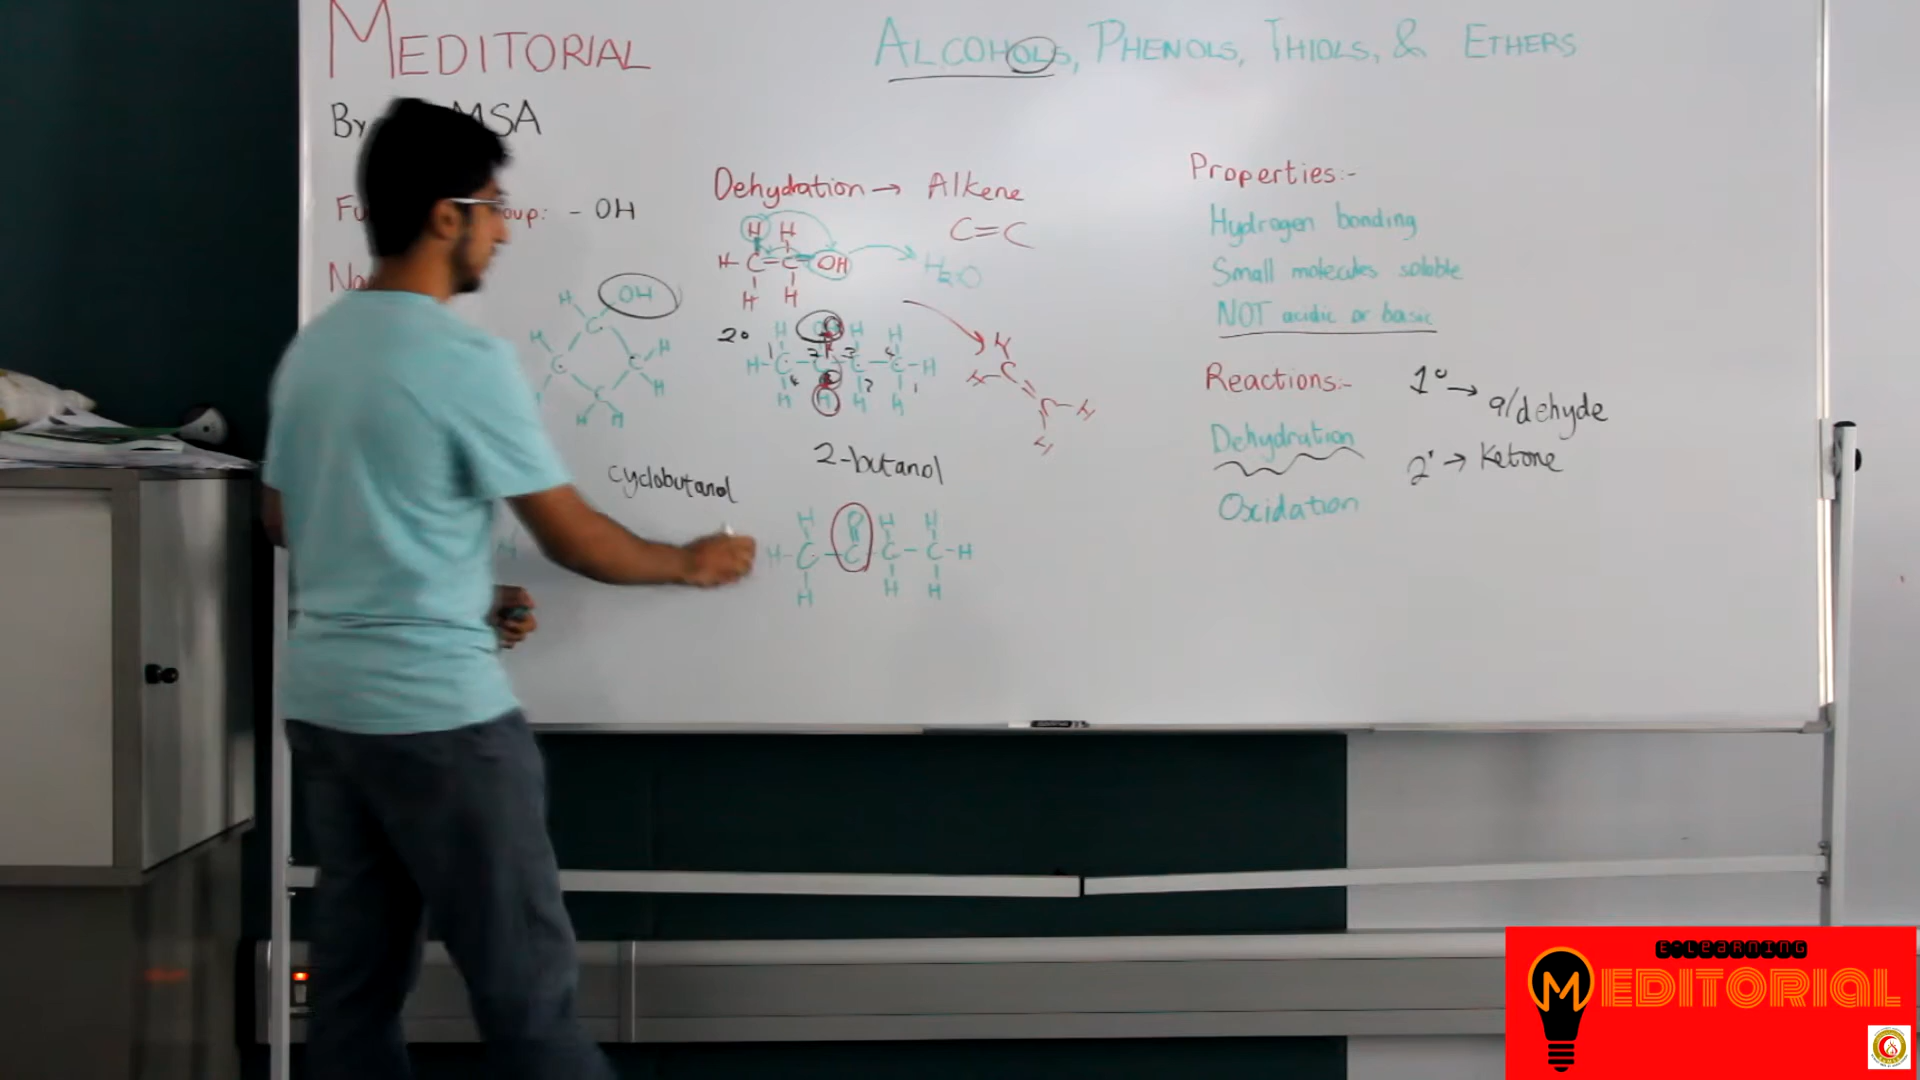 MEDITORIAL
ALCOHOLS, PHENOLS, THIOLS, & ETHERS
By MSA
oup: - OH
Dehydration → Alkene
C=C
H H
H-C=C-OH
H H
H2O
Properties:-
Hydrogen bonding
Small molecules soluble
NOT acidic or basic
Reactions:-
Dehydration
Oxidation
1° → aldehyde
2° → Ketone
OH
2°
2-butanol
cyclobutanol
H O H H
H-C-C-C-C-H
H H H
E-LEARNING
MEDITORIAL